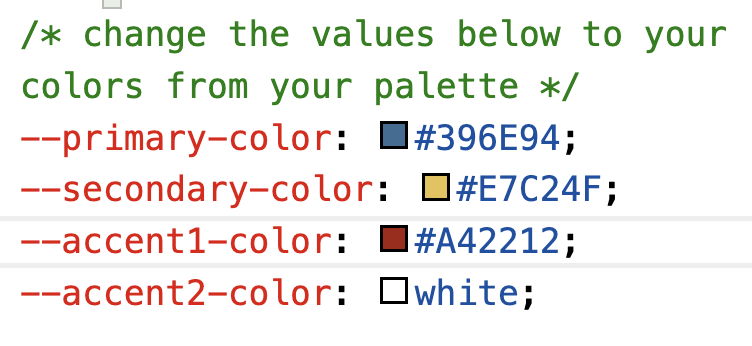 /* change the values below to your
colors from your palette */
--primary-color: #396E94;
--secondary-color: #E7C24F;
--accent1-color: #A42212;
--accent2-color: white;